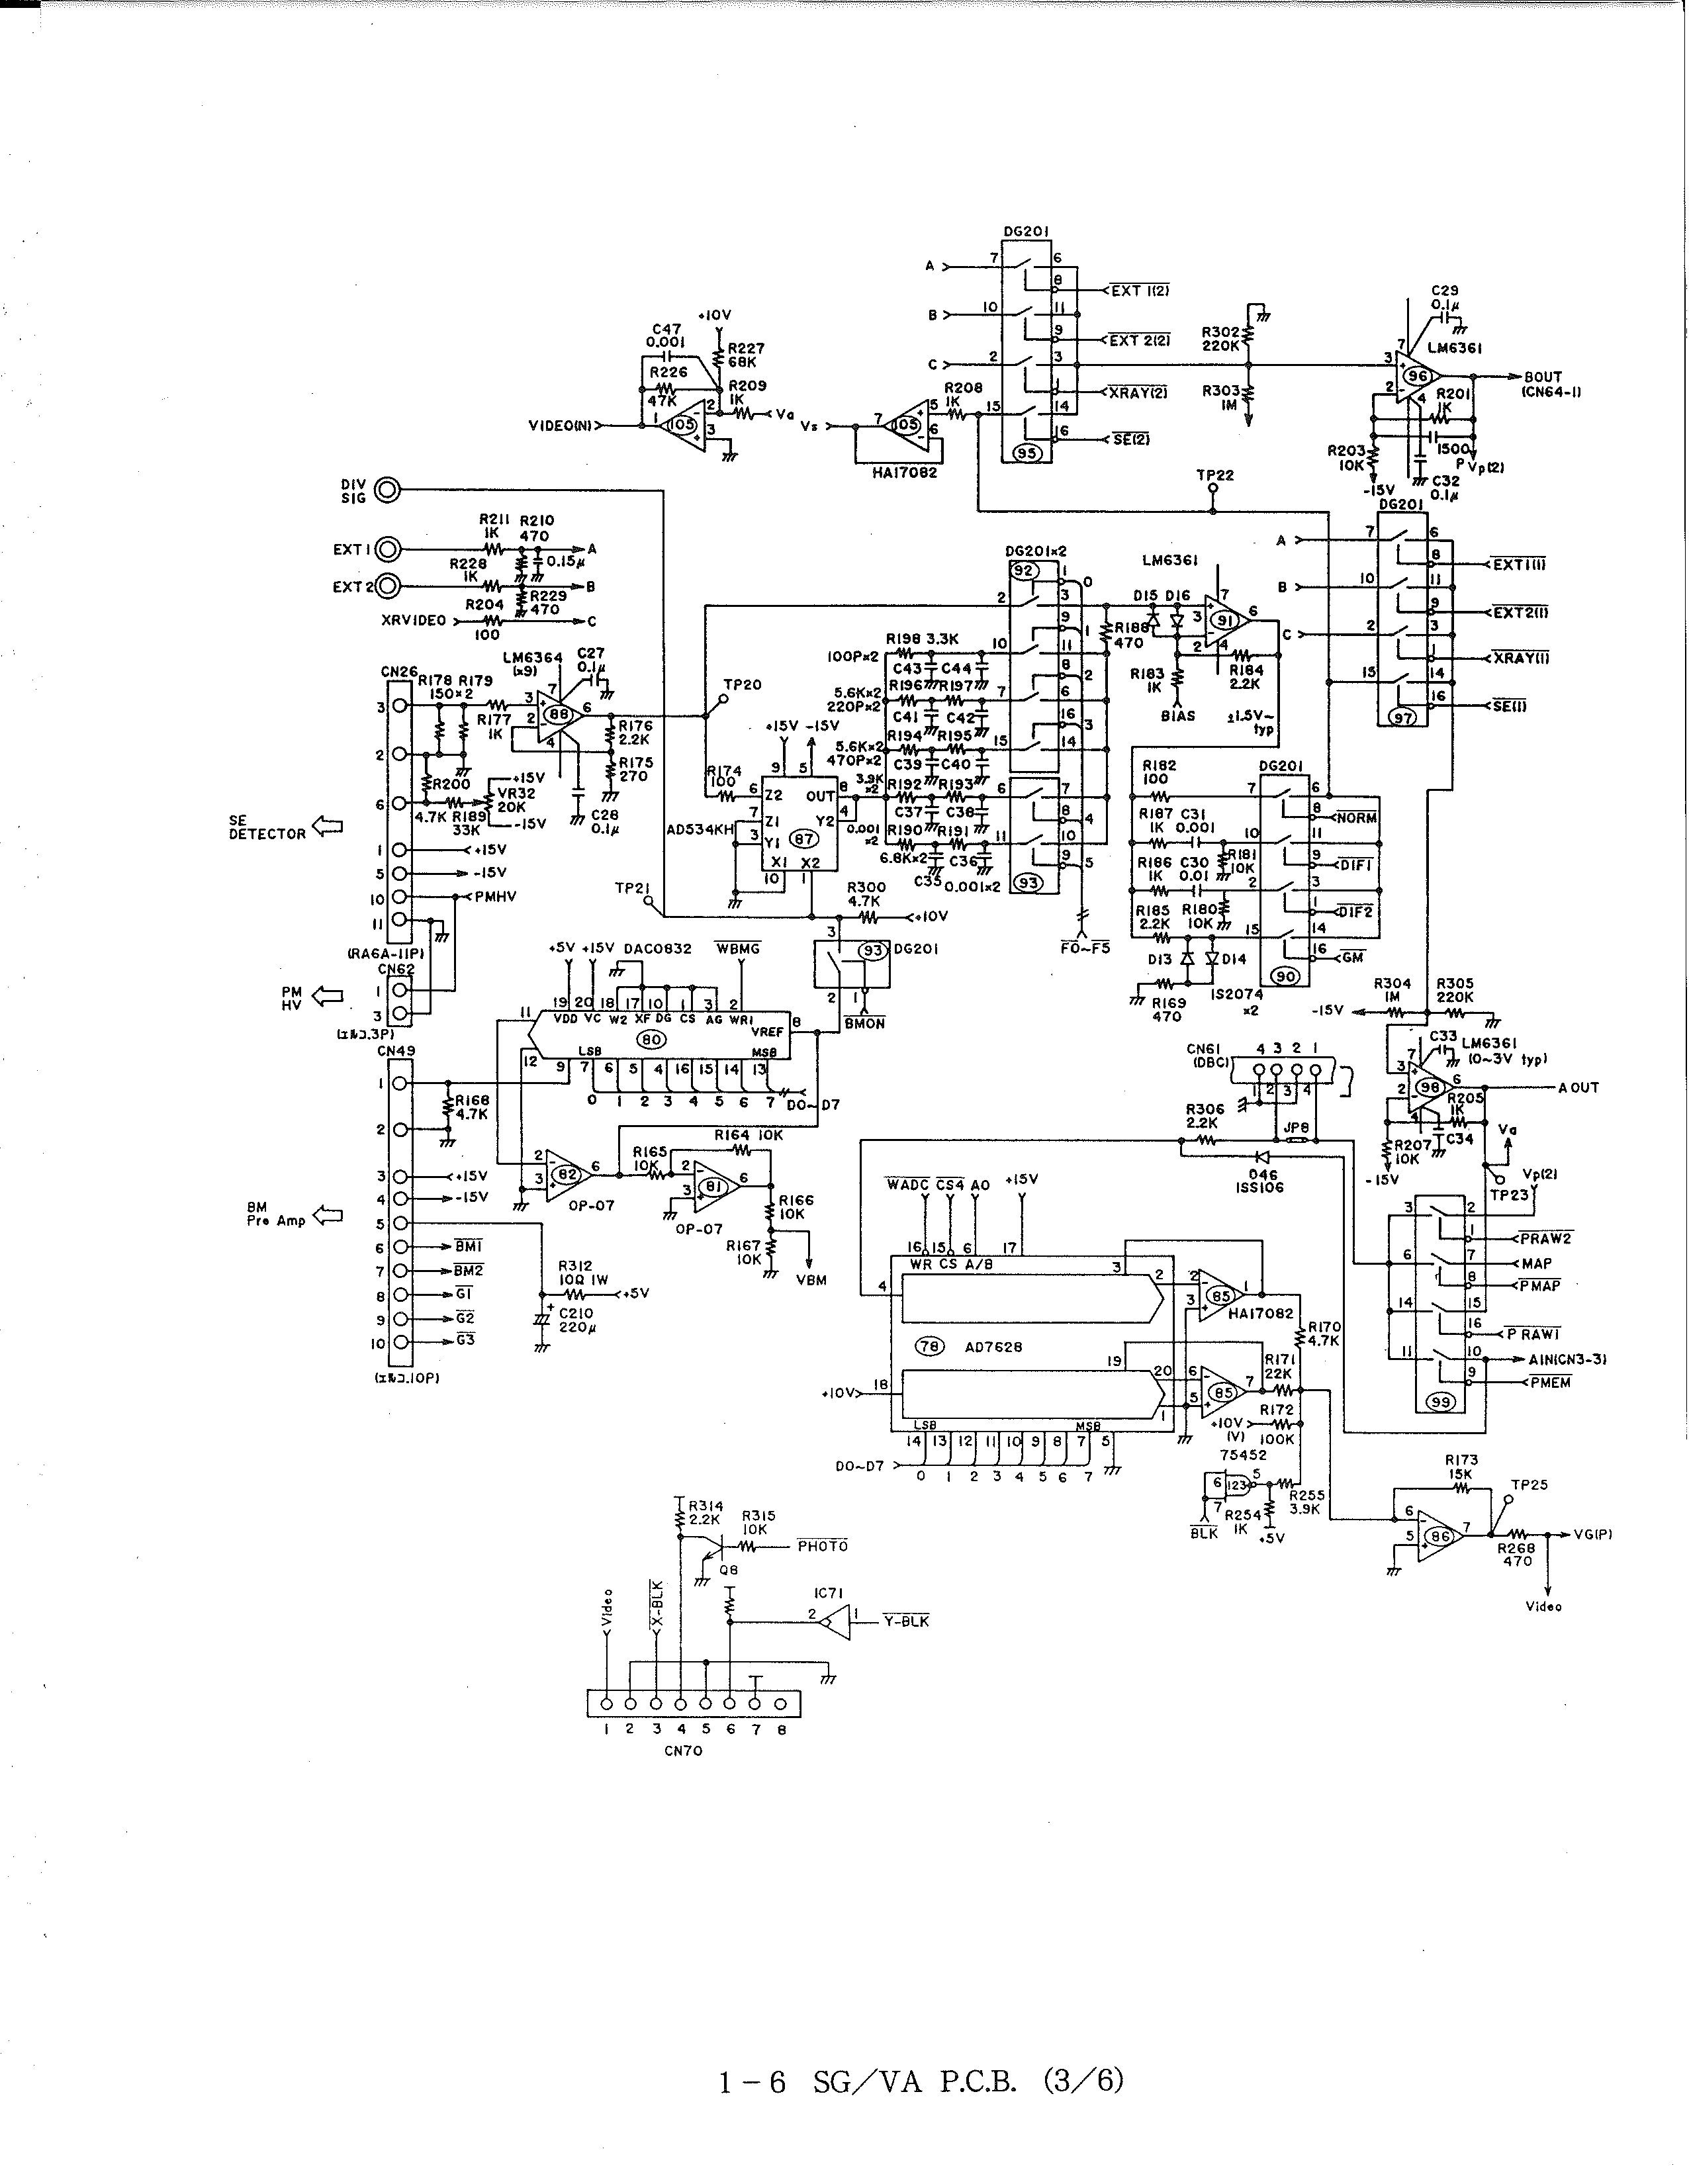 DG201
A
7
6
8
EXT 1(2)
B
10
11
9
EXT 2(2)
C
2
3
1
XRAY(2)
15
14
16
SE(2)
95
C29
0.1μ
R302
220K
R303
1M
7
3
2
4
96
LM6361
BOUT
(CN64-1)
R201
1K
1500
P
Vp(2)
R203
10K
-15V
C32
0.1μ
+10V
C47
0.001
R227
68K
R226
47K
R209
1K
Va
VIDEO(N)
1
105
2
3
Vs
7
105
5
6
HA17082
R208
1K
DIV
SIG
TP22
EXT1
R211
1K
R210
470
0.15μ
A
EXT 2
R228
1K
R229
470
B
XRVIDEO
R204
100
C
DG201
A
7
6
8
EXT1(1)
B
10
11
9
EXT2(1)
C
2
3
1
XRAY(1)
15
14
16
SE(1)
97
CN26
R178 R179
150×2
3
2
6
1
5
10
11
R177
1K
LM6364
(×9)
3
2
7
4
6
88
C27
0.1μ
R176
2.2K
R175
270
C28
0.1μ
R200
4.7K
R189
33K
+15V
VR32
20K
-15V
+15V
-15V
PMHV
SE
DETECTOR
(RA6A-11P)
TP20
R174
100
+15V -15V
9
5
6
Z2
OUT
8
7
Z1
Y2
4
3
Y1
87
X1
X2
10
1
AD534KH
TP21
DG201×2
92
2
1
0
3
9
1
10
11
8
2
7
6
16
3
15
14
R198 3.3K
100P×2
C43
C44
R196
R197
5.6K×2
220P×2
C41
C42
R194
R195
5.6K×2
470P×2
C39
C40
3.9K
×2
R192
R193
C37
C38
0.001
×2
R190
R191
6.8K×2
C35
C36
0.001×2
6
7
8
4
11
10
9
5
93
F0~F5
LM6361
D15
D16
R188
470
3
2
7
4
6
91
R183
1K
R184
2.2K
BIAS
±1.5V~
typ
R182
100
DG201
R187
1K
C31
0.001
R181
10K
R186
1K
C30
0.01
R180
10K
R185
2.2K
D13
D14
1S2074
×2
R169
470
7
6
8
NORM
10
11
9
DIF1
2
3
1
DIF2
15
14
16
GM
90
R300
4.7K
+10V
3
93
DG201
2
1
BMON
CN62
1
3
PM
HV
(エルコ.3P)
+5V +15V DAC0832
WBMG
19 20 18 17 10 1 3 2
VDD VC W2 XF DG CS AG WR1
11
12
80
VREF
8
LSB
MSB
9 7 6 5 4 16 15 14 13
0 1 2 3 4 5 6 7
D0~D7
CN49
1
2
3
4
5
6
7
8
9
10
R168
4.7K
+15V
-15V
BM
Pre Amp
BM1
BM2
G1
G2
G3
(エルコ.10P)
R312
10Ω 1W
+5V
C210
220μ
2
3
82
6
OP-07
R165
10K
R164 10K
2
3
81
6
OP-07
R166
10K
R167
10K
VBM
R304
1M
R305
220K
-15V
C33
LM6361
(0~3V typ)
3
2
7
4
98
6
A OUT
R205
1K
C34
R207
10K
-15V
Va
Vp(2)
TP23
CN61
(DBC)
4 3 2 1
1 2 3 4
R306
2.2K
JP8
D46
1SS106
WADC CS4 A0
+15V
16 15 6
17
WR CS A/B
4
3
2
78
AD7628
19
20
1
+10V
18
LSB
MSB
14 13 12 11 10 9 8 7 5
D0~D7
0 1 2 3 4 5 6 7
2
3
85
1
HA17082
R170
4.7K
6
5
85
7
R171
22K
R172
100K
+10V
(V)
75452
6
7
123
5
BLK
R254
1K
+5V
R255
3.9K
3
2
1
PRAW2
6
7
MAP
8
PMAP
14
15
16
PRAW1
11
10
AIN(CN3-3)
9
PMEM
99
R173
15K
6
5
86
7
TP25
R268
470
VG(P)
Video
R314
2.2K
R315
10K
PHOTO
Q8
IC71
2
1
Y-BLK
Video
X-BLK
1 2 3 4 5 6 7 8
CN70
1-6 SG/VA P.C.B. (3/6)